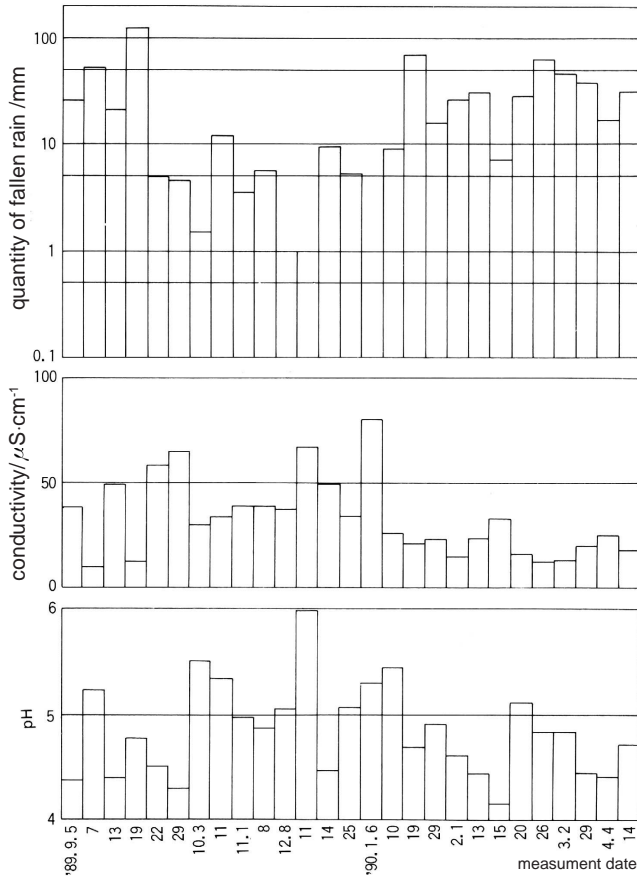 quantity of fallen rain /mm
100
10
1
0.1
conductivity/ μS·cm⁻¹
100
50
0
pH
6
5
4
'89. 9. 5 7 13 19 22 29 10. 3 11 11. 1 8 12. 8 11 14 25 '90. 1. 6 10 19 29 2. 1 13 15 20 26 3. 2 29 4. 4 14
measument date